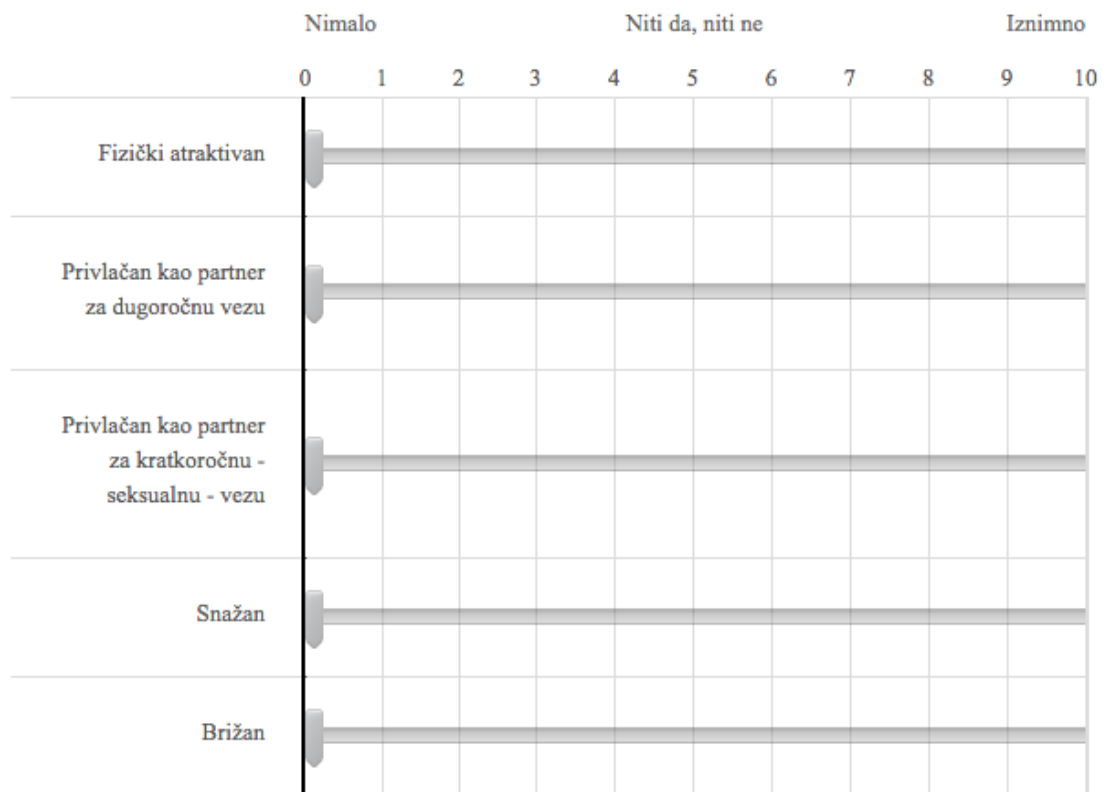 Nimalo Niti da, niti ne Iznimno
0 1 2 3 4 5 6 7 8 9 10
Fizički atraktivan
Privlačan kao partner
za dugoročnu vezu
Privlačan kao partner
za kratkoročnu -
seksualnu - vezu
Snažan
Brižan